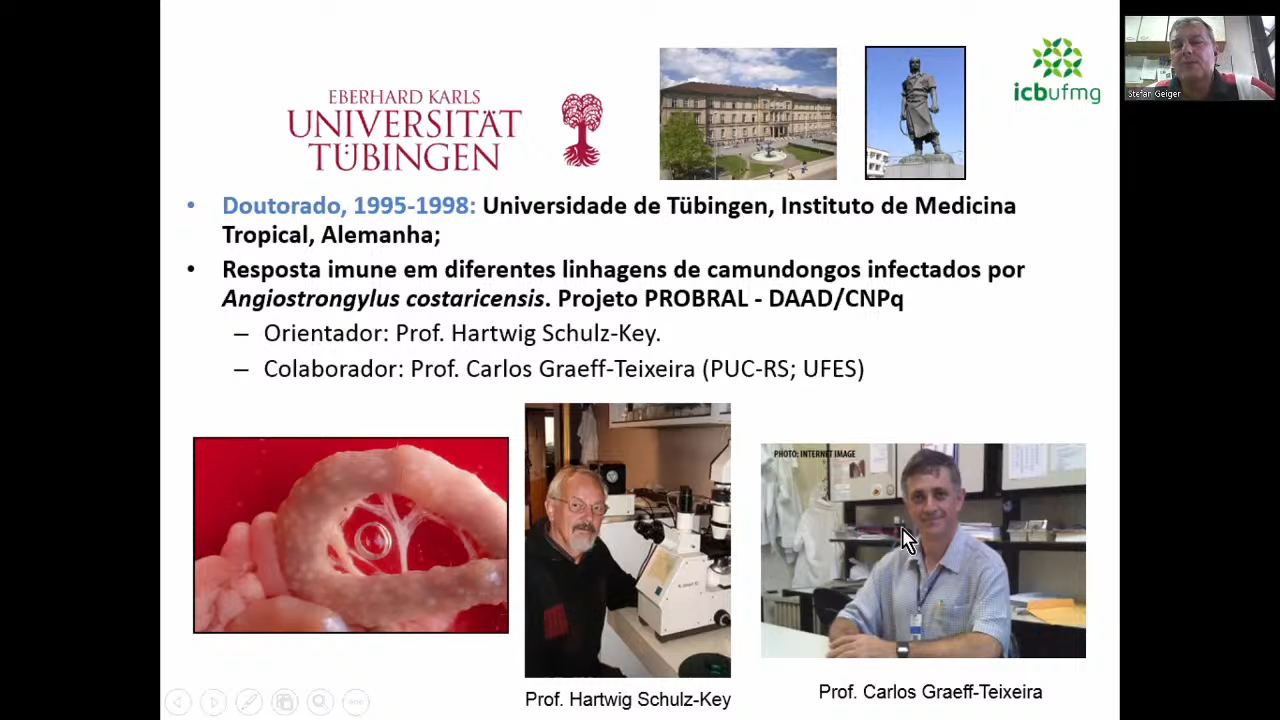 EBERHARD KARLS
UNIVERSITÄT
TÜBINGEN
icbufmg
Stefan Geiger
• Doutorado, 1995-1998: Universidade de Tübingen, Instituto de Medicina
Tropical, Alemanha;
• Resposta imune em diferentes linhagens de camundongos infectados por
Angiostrongylus costaricensis. Projeto PROBRAL - DAAD/CNPq
– Orientador: Prof. Hartwig Schulz-Key.
– Colaborador: Prof. Carlos Graeff-Teixeira (PUC-RS; UFES)
PHOTO: INTERNET IMAGE
Prof. Hartwig Schulz-Key
Prof. Carlos Graeff-Teixeira